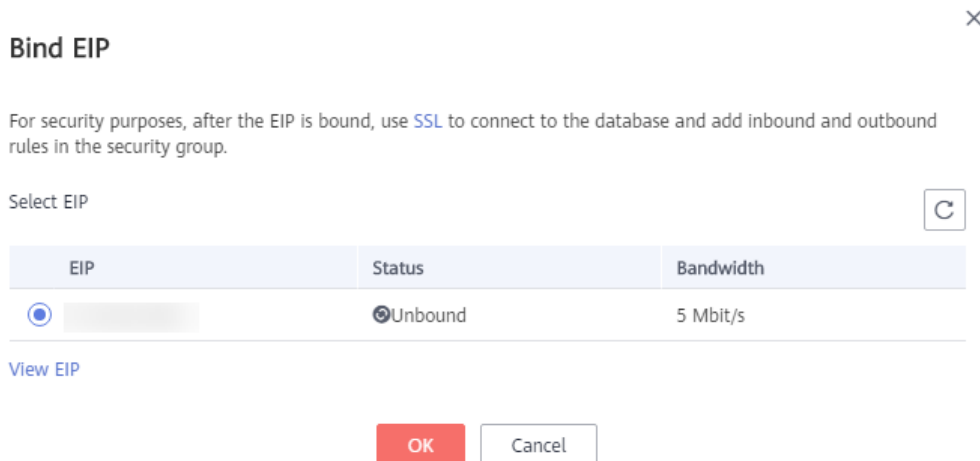 Bind EIP
For security purposes, after the EIP is bound, use SSL to connect to the database and add inbound and outbound
rules in the security group.
Select EIP
EIP Status Bandwidth
Unbound 5 Mbit/s
View EIP
OK Cancel